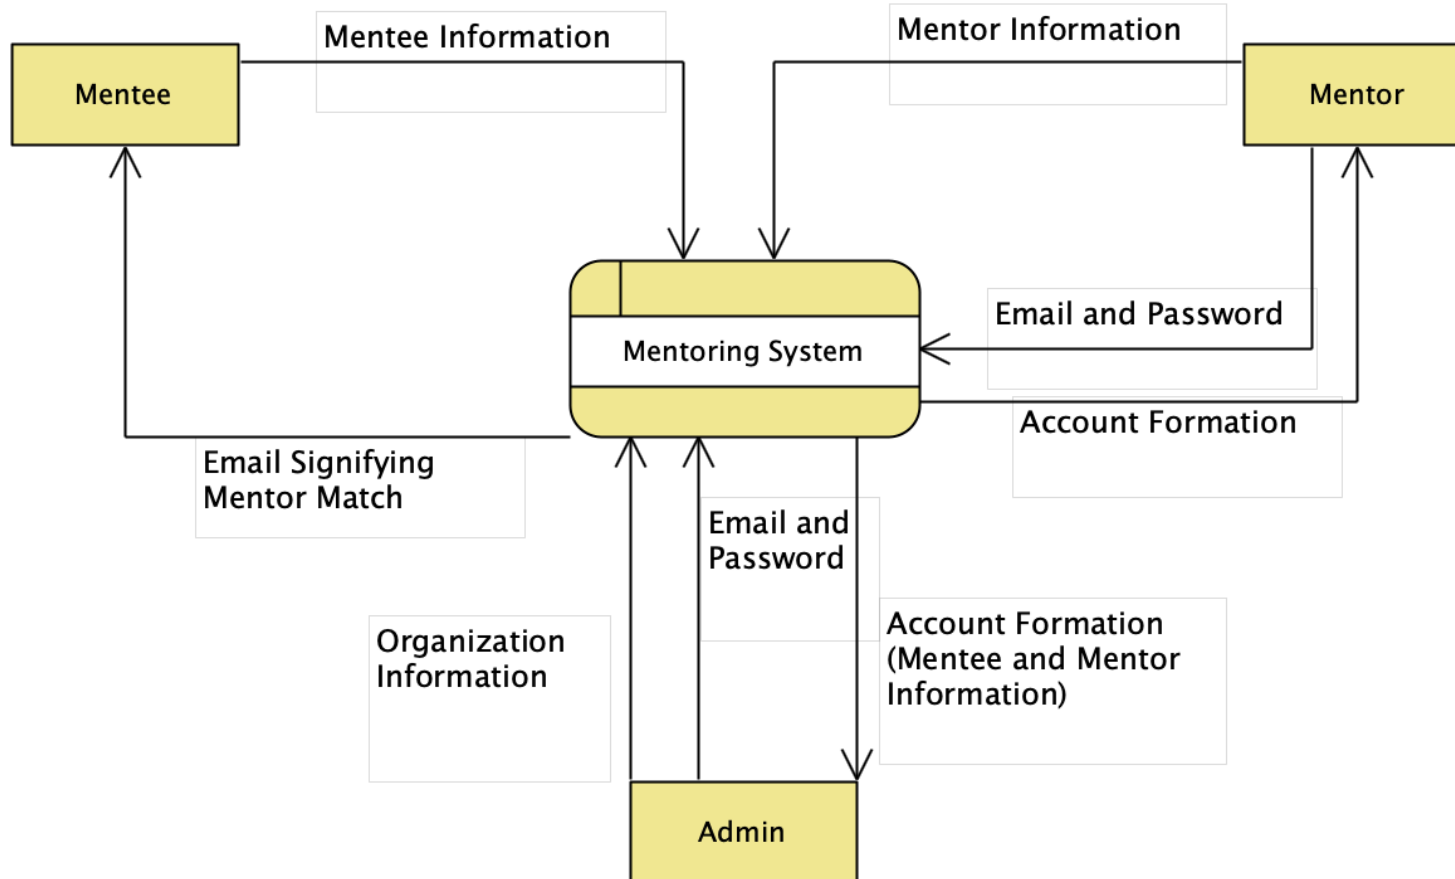 Mentee Information
Mentor Information
Mentee
Mentor
Email and Password
Mentoring System
Account Formation
Email Signifying
Mentor Match
Email and
Password
Organization
Information
Account Formation
(Mentee and Mentor
Information)
Admin